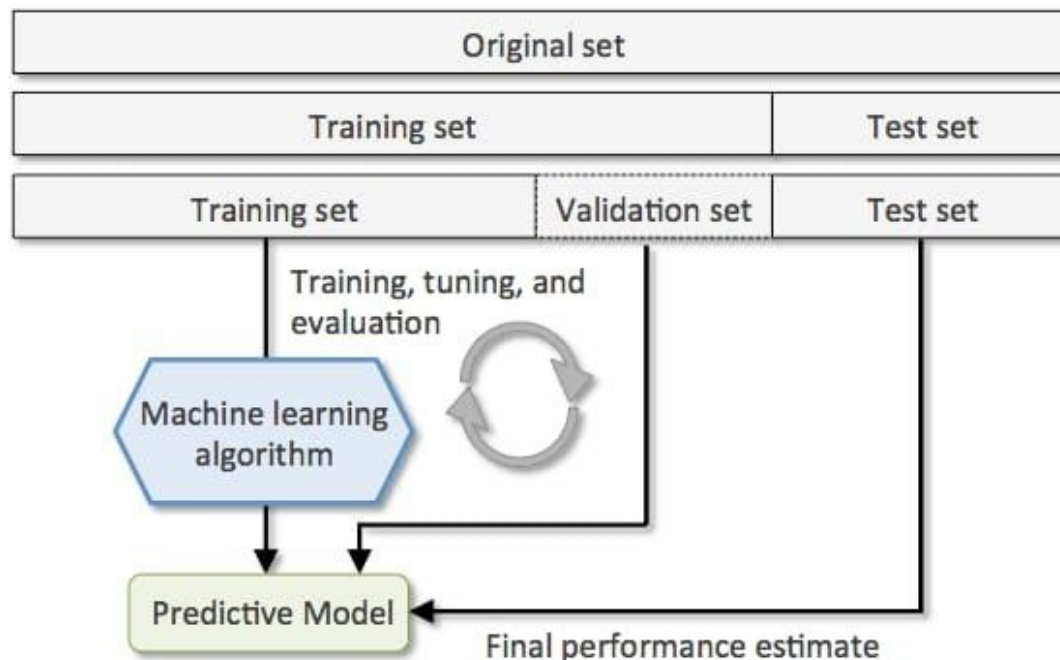 Original set
Training set Test set
Training set Validation set Test set
Training, tuning, and
evaluation
Machine learning
algorithm
Predictive Model
Final performance estimate